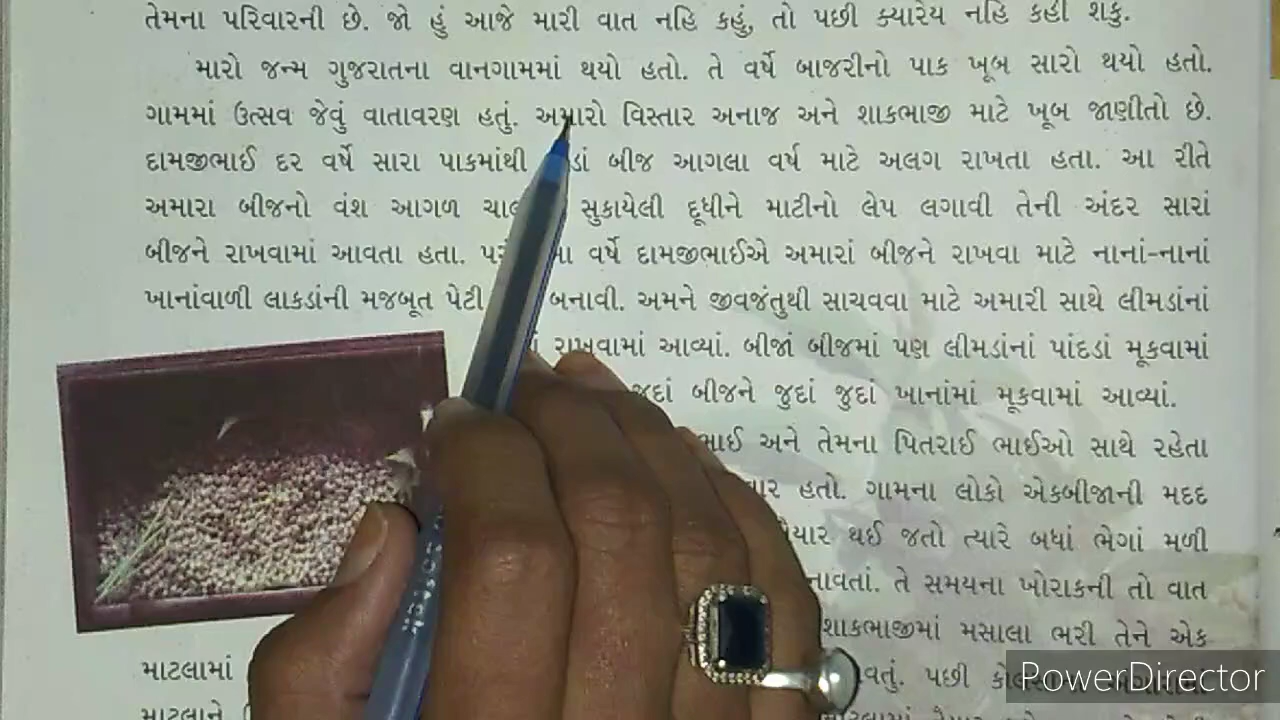 તેમના પરિવારની છે. જો હું આજે મારી વાત નહિ કહું, તો પછી ક્યારેય નહિ કહી શકુ.
મારો જન્મ ગુજરાતના વાનગામમાં થયો હતો. તે વર્ષે બાજરીનો પાક ખૂબ સારો થયો હતો.
ગામમાં ઉત્સવ જેવું વાતાવરણ હતું. અમારો વિસ્તાર અનાજ અને શાકભાજી માટે ખૂબ જાણીતો છે.
દામજીભાઈ દર વર્ષે સારા પાકમાંથી બીજ આગલા વર્ષ માટે અલગ રાખતા હતા. આ રીતે
અમારા બીજનો વંશ આગળ સુકાયેલી દૂધીને માટીનો લેપ લગાવી તેની અંદર સારાં
બીજને રાખવામાં આવતા હતા. વર્ષે દામજીભાઈએ અમારાં બીજને રાખવા માટે નાનાં-નાનાં
ખાનાંવાળી લાકડાંની મજબૂત પેટી બનાવી. અમને જીવજંતુથી સાચવવા માટે અમારી સાથે લીમડાંનાં
રાખવામાં આવ્યાં. બીજાં બીજમાં પણ લીમડાંનાં પાંદડાં મૂકવામાં
બીજને જુદાં જુદાં ખાનાંમાં મૂકવામાં આવ્યાં.
અને તેમના પિતરાઈ ભાઈઓ સાથે રહેતા
હતો. ગામના લોકો એકબીજાની મદદ
થઈ જતો ત્યારે બધાં ભેગાં મળી
તે સમયના ખોરાકની તો વાત
શાકભાજીમાં મસાલા ભરી તેને એક
માટલામાં પછી
માટલાને
PowerDirector